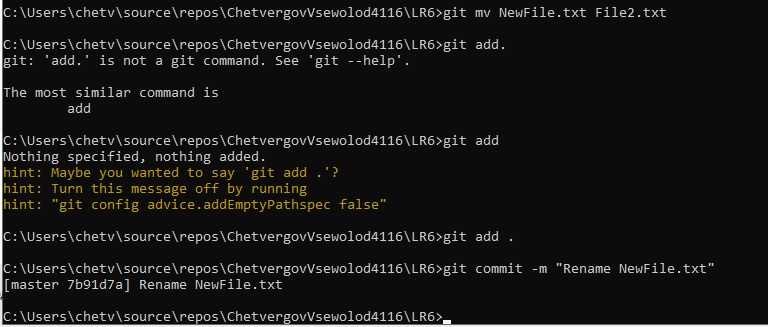 C:\Users\chetv\source\repos\ChetvergovVsewolod4116\LR6>git mv NewFile.txt File2.txt
C:\Users\chetv\source\repos\ChetvergovVsewolod4116\LR6>git add.
git: 'add.' is not a git command. See 'git --help'.
The most similar command is
add
C:\Users\chetv\source\repos\ChetvergovVsewolod4116\LR6>git add
Nothing specified, nothing added.
hint: Maybe you wanted to say 'git add .'?
hint: Turn this message off by running
hint: "git config advice.addEmptyPathspec false"
C:\Users\chetv\source\repos\ChetvergovVsewolod4116\LR6>git add .
C:\Users\chetv\source\repos\ChetvergovVsewolod4116\LR6>git commit -m "Rename NewFile.txt"
[master 7b91d7a] Rename NewFile.txt
C:\Users\chetv\source\repos\ChetvergovVsewolod4116\LR6>